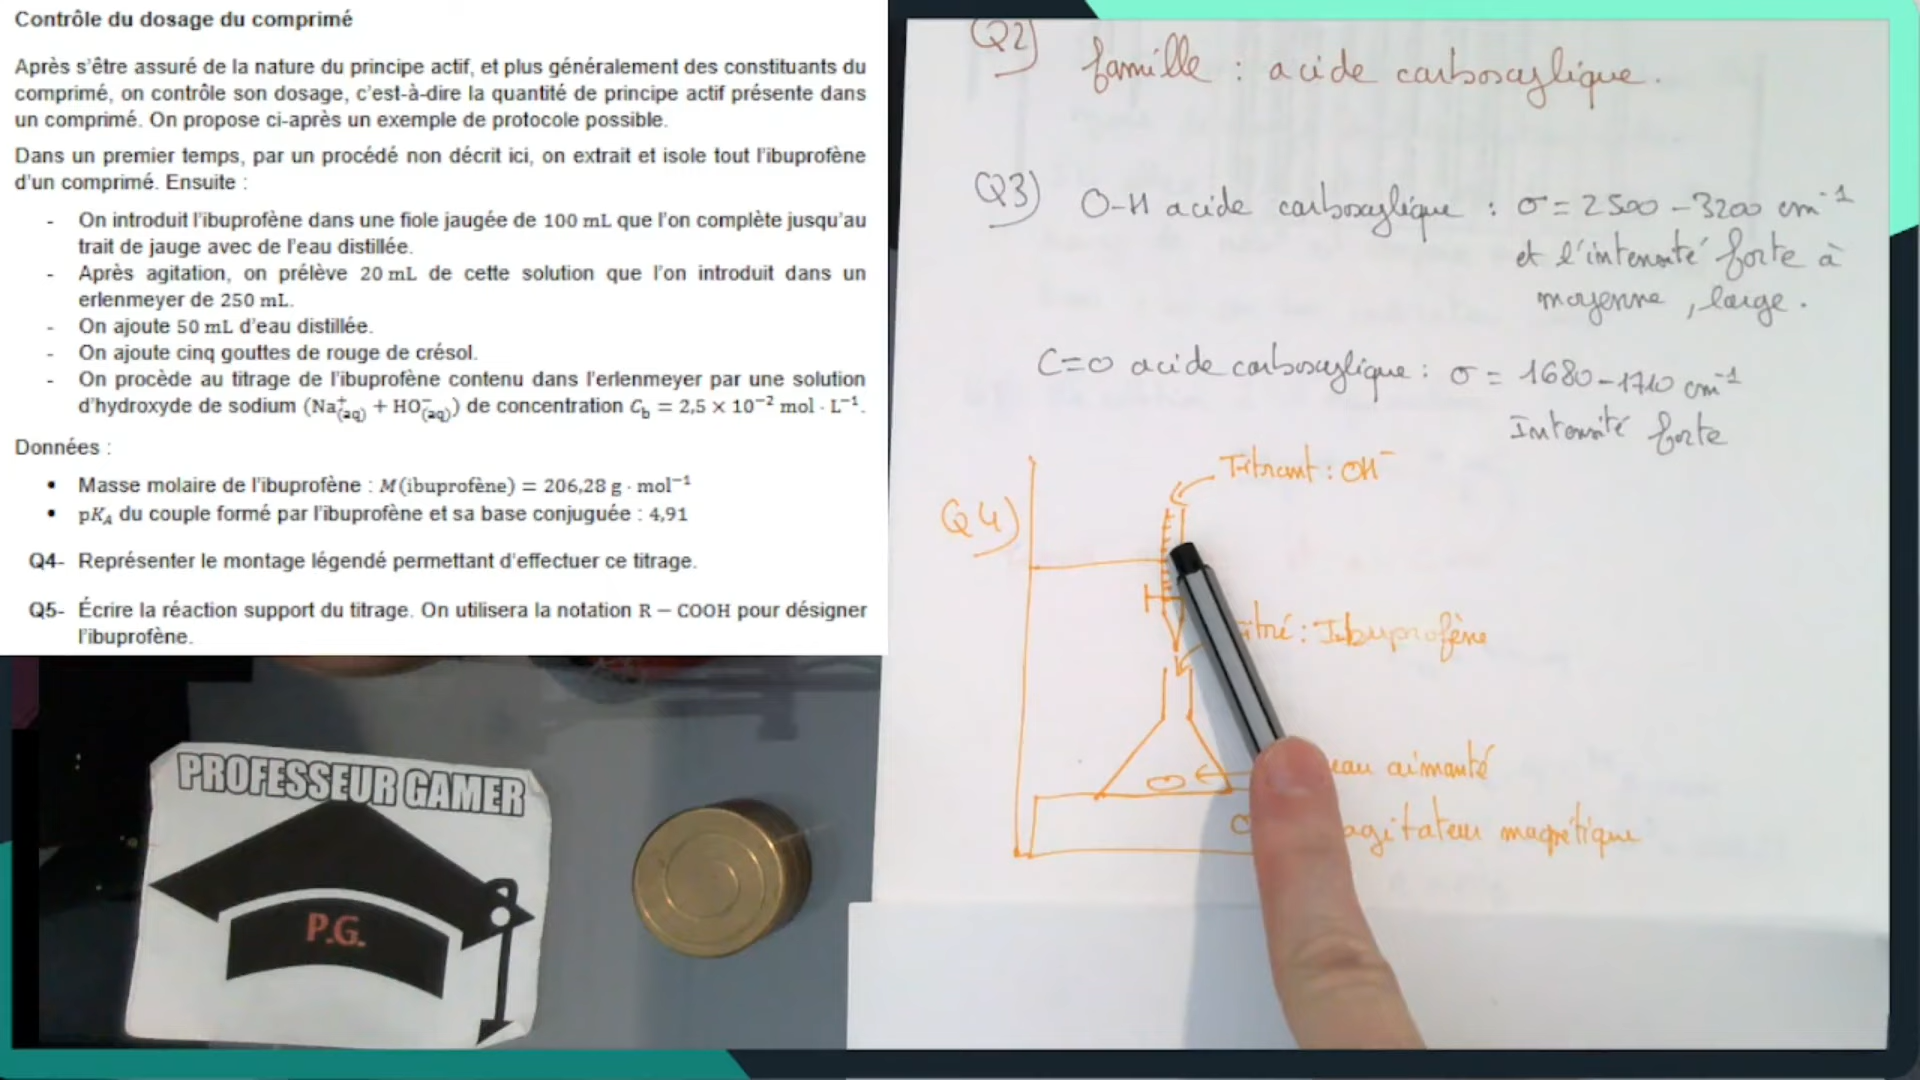 Contrôle du dosage du comprimé
Après s'être assuré de la nature du principe actif, et plus généralement des constituants du
comprimé, on contrôle son dosage, c'est-à-dire la quantité de principe actif présente dans
un comprimé. On propose ci-après un exemple de protocole possible.
Dans un premier temps, par un procédé non décrit ici, on extrait et isole tout l'ibuprofène
d'un comprimé. Ensuite :
- On introduit l'ibuprofène dans une fiole jaugée de 100 mL que l'on complète jusqu'au
trait de jauge avec de l'eau distillée.
- Après agitation, on prélève 20 mL de cette solution que l'on introduit dans un
erlenmeyer de 250 mL.
- On ajoute 50 mL d'eau distillée.
- On ajoute cinq gouttes de rouge de crésol.
- On procède au titrage de l'ibuprofène contenu dans l'erlenmeyer par une solution
d'hydroxyde de sodium (Na⁺(aq) + HO⁻(aq)) de concentration C_b = 2,5 × 10⁻² mol · L⁻¹.
Données :
• Masse molaire de l'ibuprofène : M(ibuprofène) = 206,28 g · mol⁻¹
• pK_A du couple formé par l'ibuprofène et sa base conjuguée : 4,91
Q4- Représenter le montage légendé permettant d'effectuer ce titrage.
Q5- Écrire la réaction support du titrage. On utilisera la notation R − COOH pour désigner
l'ibuprofène.
PROFESSEUR GAMER
P.G.
Q2) famille : acide carboxylique.
Q3) O-H acide carboxylique : σ = 2500 - 3200 cm⁻¹
et l'intensité forte à
moyenne, large.
C=O acide carboxylique : σ = 1680-1710 cm⁻¹
Intensité forte
Titrant : OH⁻
Q4)
: Ibuprofène
aimanté
agitateur magnétique